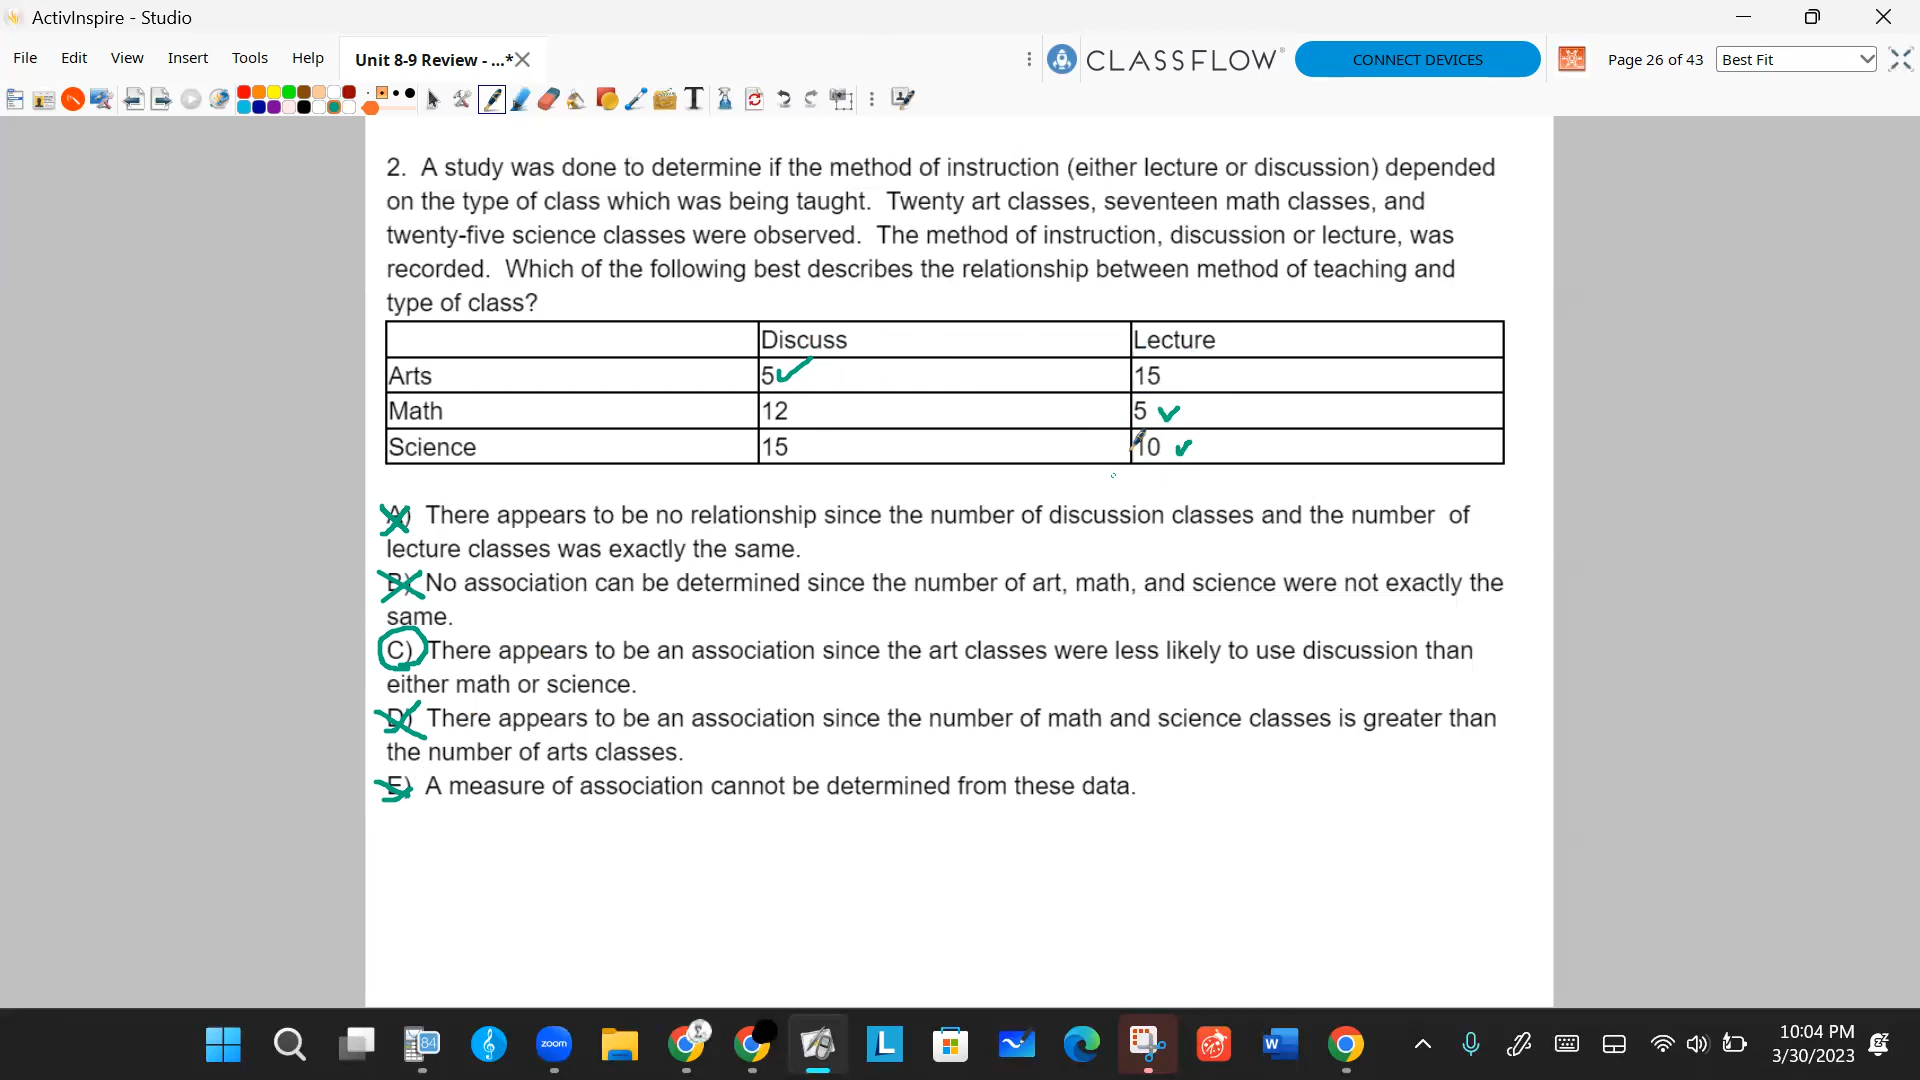 ActivInspire - Studio
File Edit View Insert Tools Help Unit 8-9 Review - ...* CLASSFLOW CONNECT DEVICES Page 26 of 43 Best Fit
T
2. A study was done to determine if the method of instruction (either lecture or discussion) depended
on the type of class which was being taught. Twenty art classes, seventeen math classes, and
twenty-five science classes were observed. The method of instruction, discussion or lecture, was
recorded. Which of the following best describes the relationship between method of teaching and
type of class?
Discuss Lecture
Arts 5 15
Math 12 5
Science 15 10
A) There appears to be no relationship since the number of discussion classes and the number of
lecture classes was exactly the same.
B) No association can be determined since the number of art, math, and science were not exactly the
same.
C) There appears to be an association since the art classes were less likely to use discussion than
either math or science.
D) There appears to be an association since the number of math and science classes is greater than
the number of arts classes.
E) A measure of association cannot be determined from these data.
84 zoom L W
10:04 PM
3/30/2023